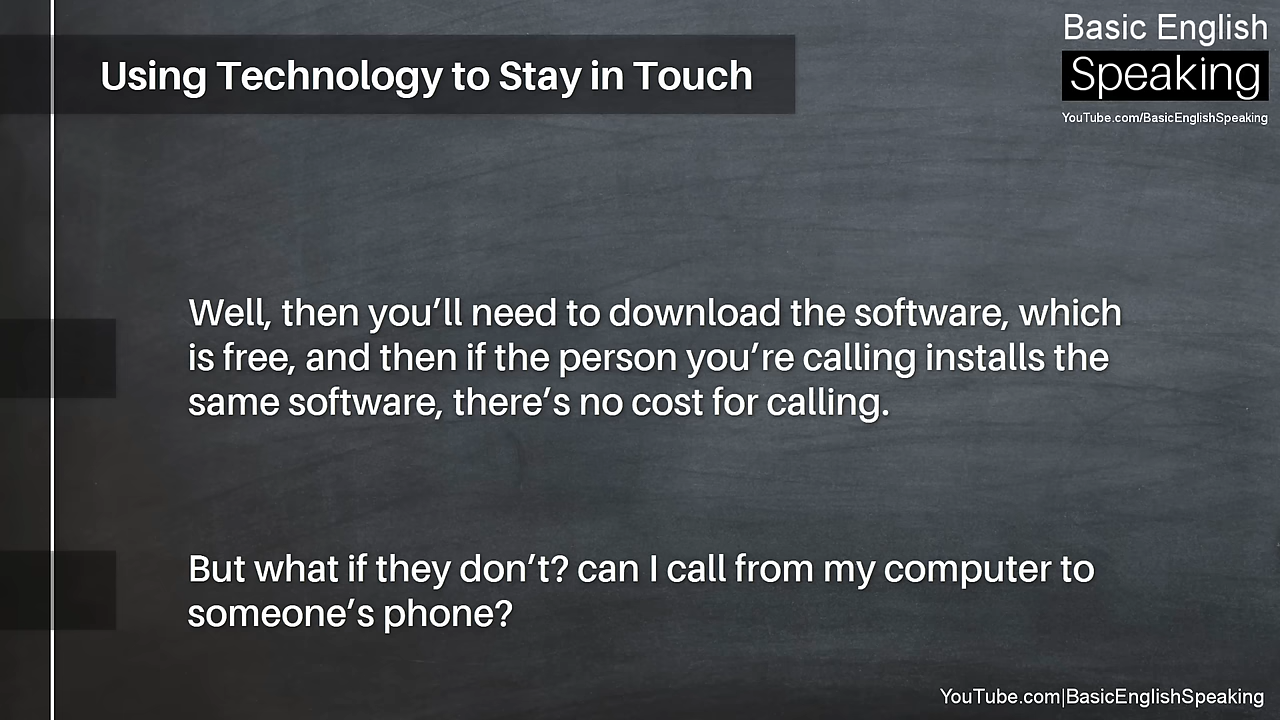 Basic English
Speaking
YouTube.com/BasicEnglishSpeaking
Using Technology to Stay in Touch
Well, then you’ll need to download the software, which
is free, and then if the person you’re calling installs the
same software, there’s no cost for calling.
But what if they don’t? can I call from my computer to
someone’s phone?
YouTube.com|BasicEnglishSpeaking